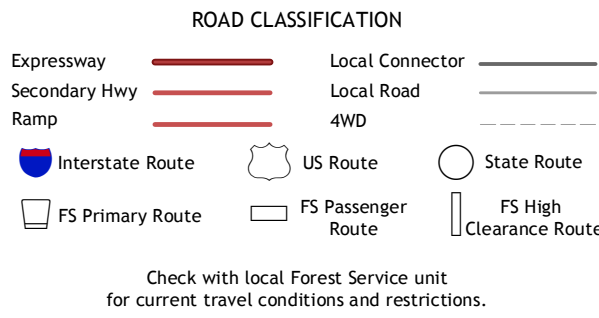 ROAD CLASSIFICATION
Expressway
Local Connector
Secondary Hwy
Local Road
Ramp
4WD
Interstate Route
US Route
State Route
FS Primary Route
FS Passenger
Route
FS High
Clearance Route
Check with local Forest Service unit
for current travel conditions and restrictions.